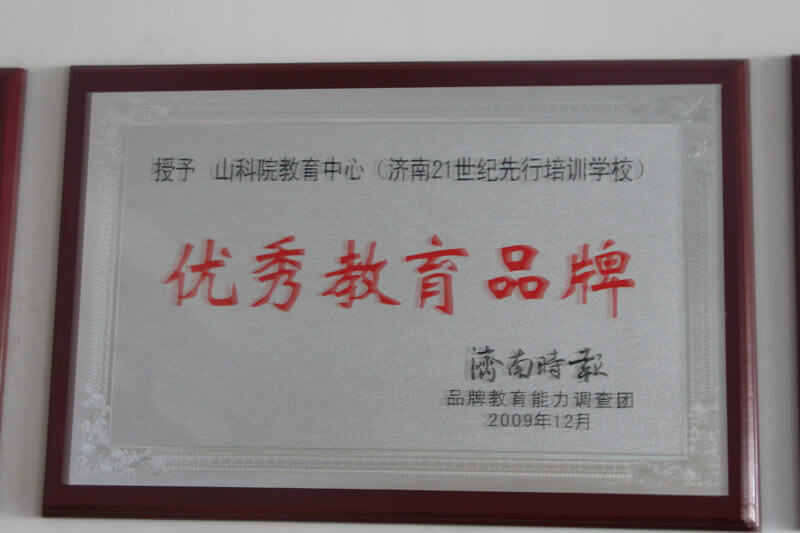 授予 山科院教育中心（济南21世纪先行培训学校）
优秀教育品牌
濟南時報
品牌教育能力调查团
2009年12月